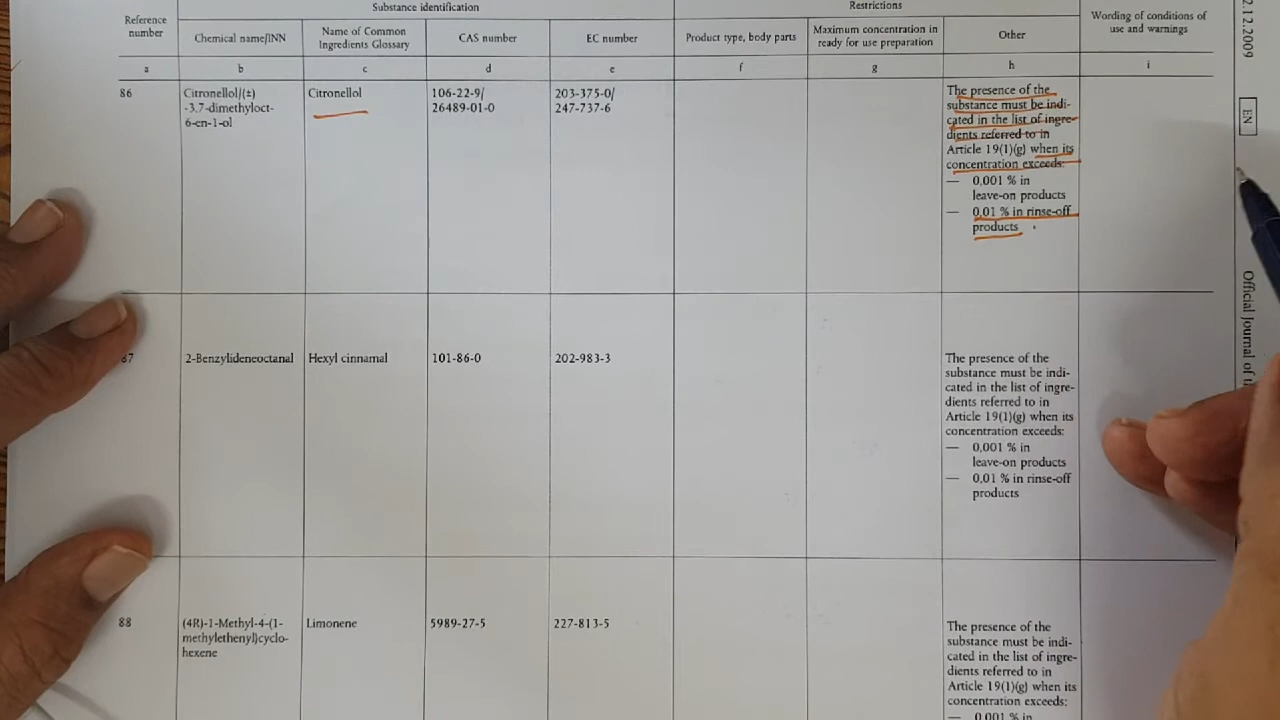 Substance identification
Restrictions
Reference number
Chemical name/INN
Name of Common Ingredients Glossary
CAS number
EC number
Product type, body parts
Maximum concentration in ready for use preparation
Other
Wording of conditions of use and warnings
a
b
c
d
e
f
g
h
i
86
Citronellol/(±)
-3,7-dimethyloct-
6-en-1-ol
Citronellol
106-22-9/
26489-01-0
203-375-0/
247-737-6
The presence of the
substance must be indi-
cated in the list of ingre-
dients referred to in
Article 19(1)(g) when its
concentration exceeds:
— 0,001 % in
leave-on products
— 0,01 % in rinse-off
products
87
2-Benzylideneoctanal
Hexyl cinnamal
101-86-0
202-983-3
The presence of the
substance must be indi-
cated in the list of ingre-
dients referred to in
Article 19(1)(g) when its
concentration exceeds:
— 0,001 % in
leave-on products
— 0,01 % in rinse-off
products
88
(4R)-1-Methyl-4-(1-
methylethenyl)cyclo-
hexene
Limonene
5989-27-5
227-813-5
The presence of the
substance must be indi-
cated in the list of ingre-
dients referred to in
Article 19(1)(g) when its
concentration exceeds:
— 0,001 % in
2.12.2009
EN
Official Journal of